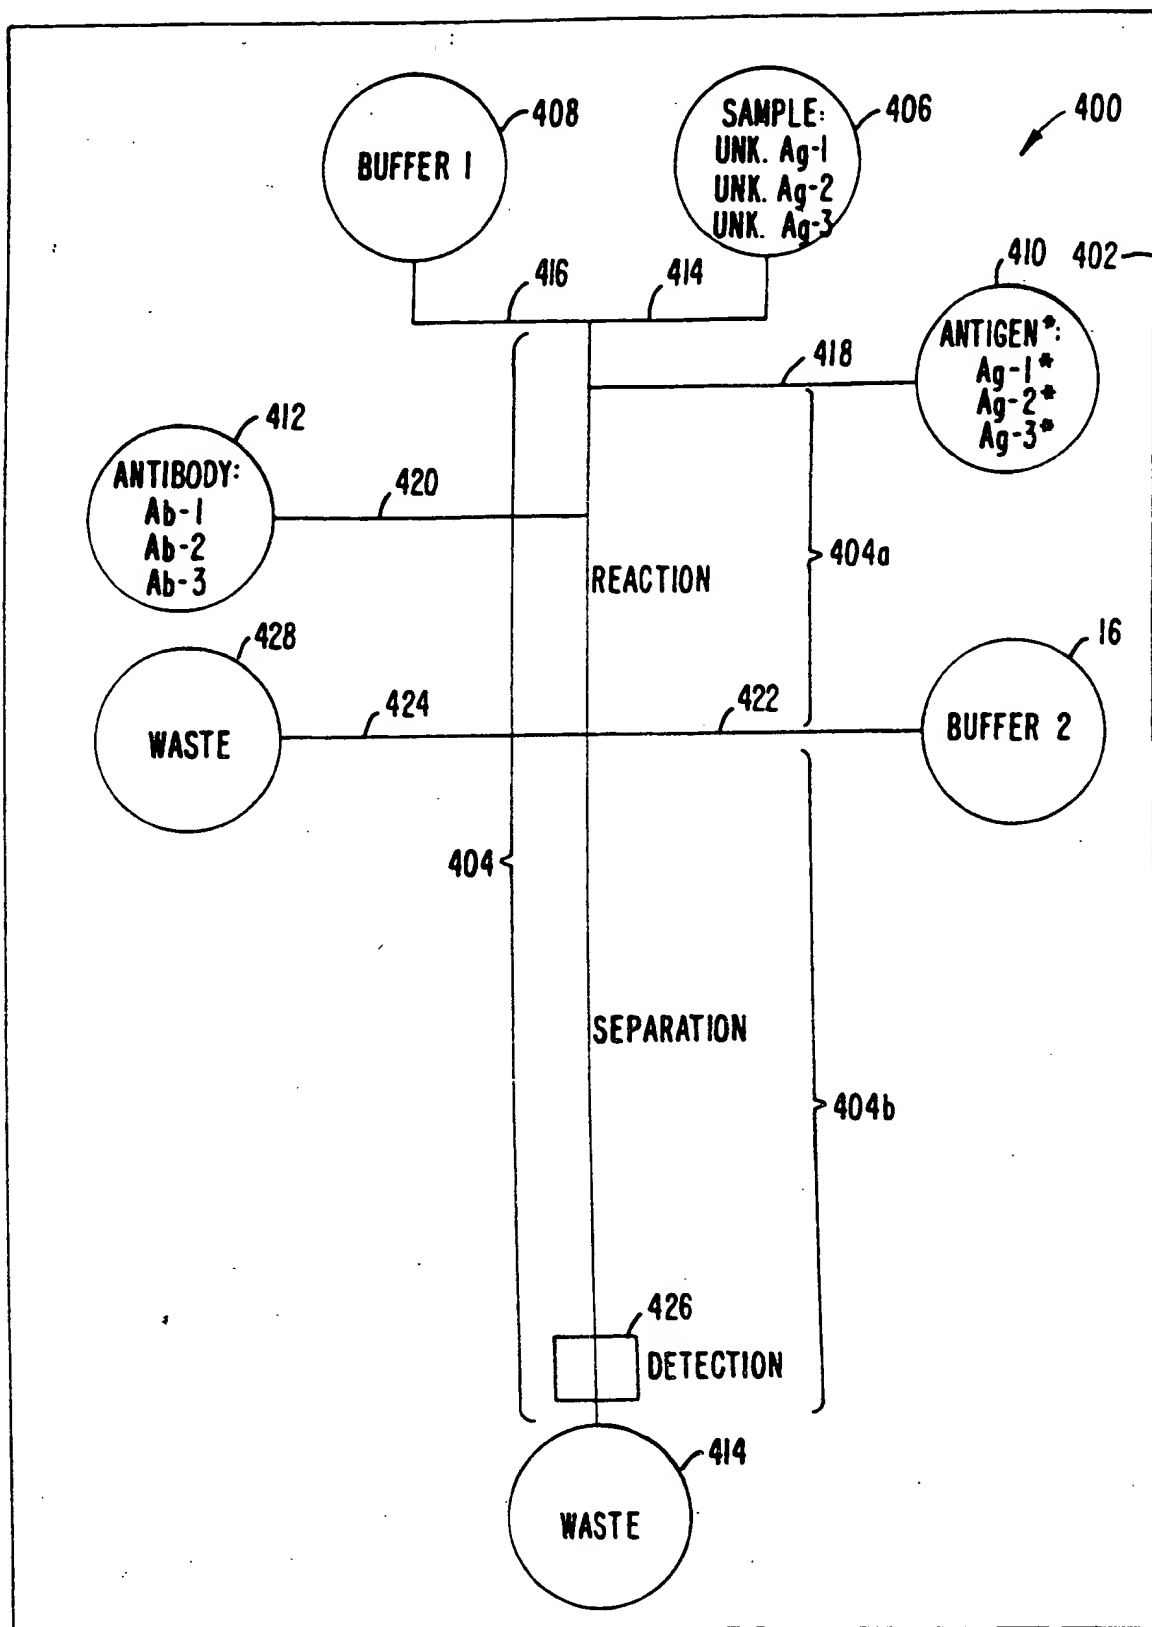 408
BUFFER 1
SAMPLE:
UNK. Ag-1
UNK. Ag-2
UNK. Ag-3
406
400
416
414
410
402
ANTIGEN*:
Ag-1*
Ag-2*
Ag-3*
418
412
ANTIBODY:
Ab-1
Ab-2
Ab-3
420
REACTION
404a
428
WASTE
424
422
16
BUFFER 2
404
SEPARATION
404b
426
DETECTION
414
WASTE